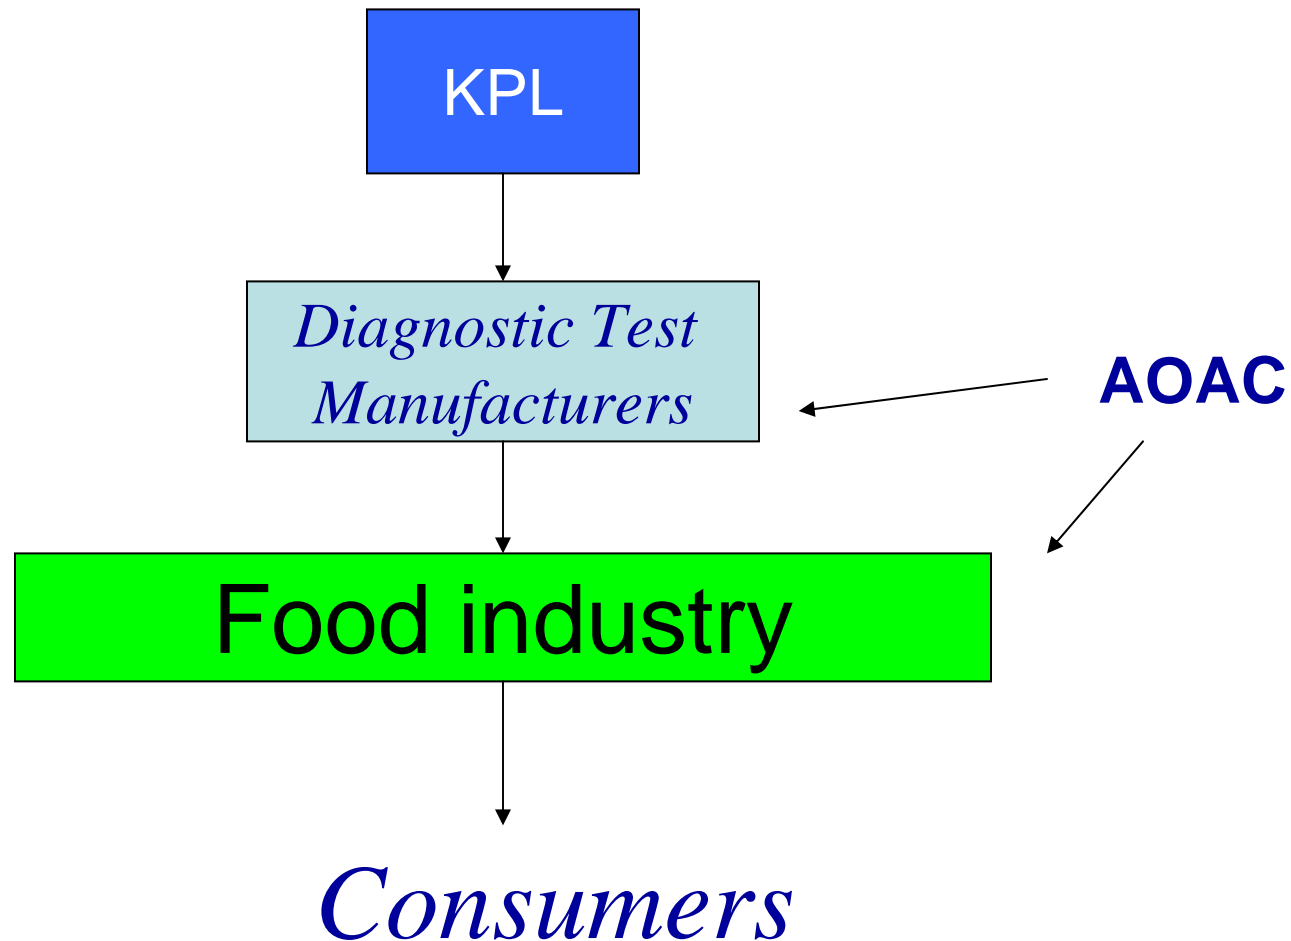 KPL
Diagnostic Test
Manufacturers
AOAC
Food industry
Consumers